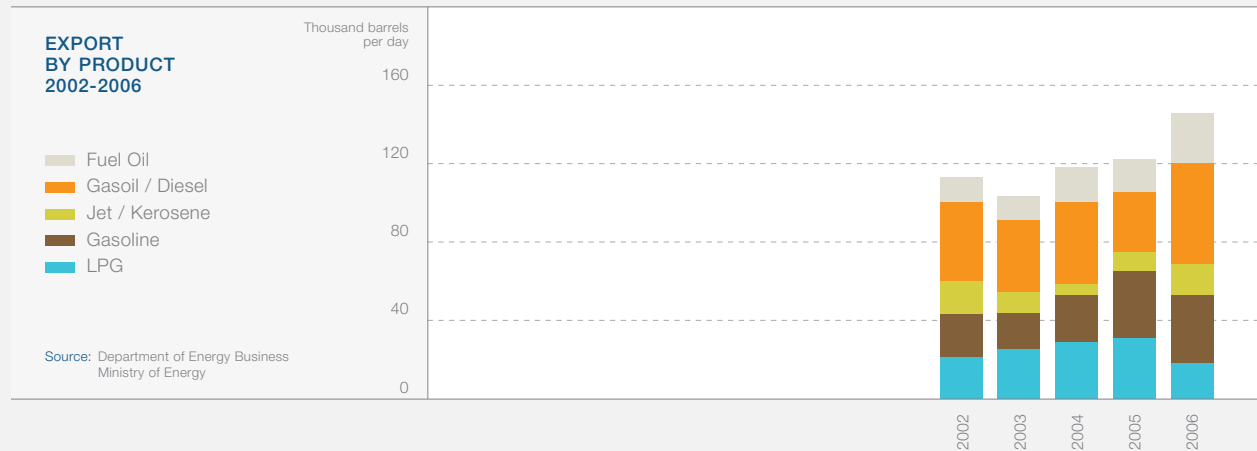 EXPORT
BY PRODUCT
2002-2006
Thousand barrels
per day
160
120
80
40
0
Fuel Oil
Gasoil / Diesel
Jet / Kerosene
Gasoline
LPG
Source: Department of Energy Business
Ministry of Energy
2002
2003
2004
2005
2006